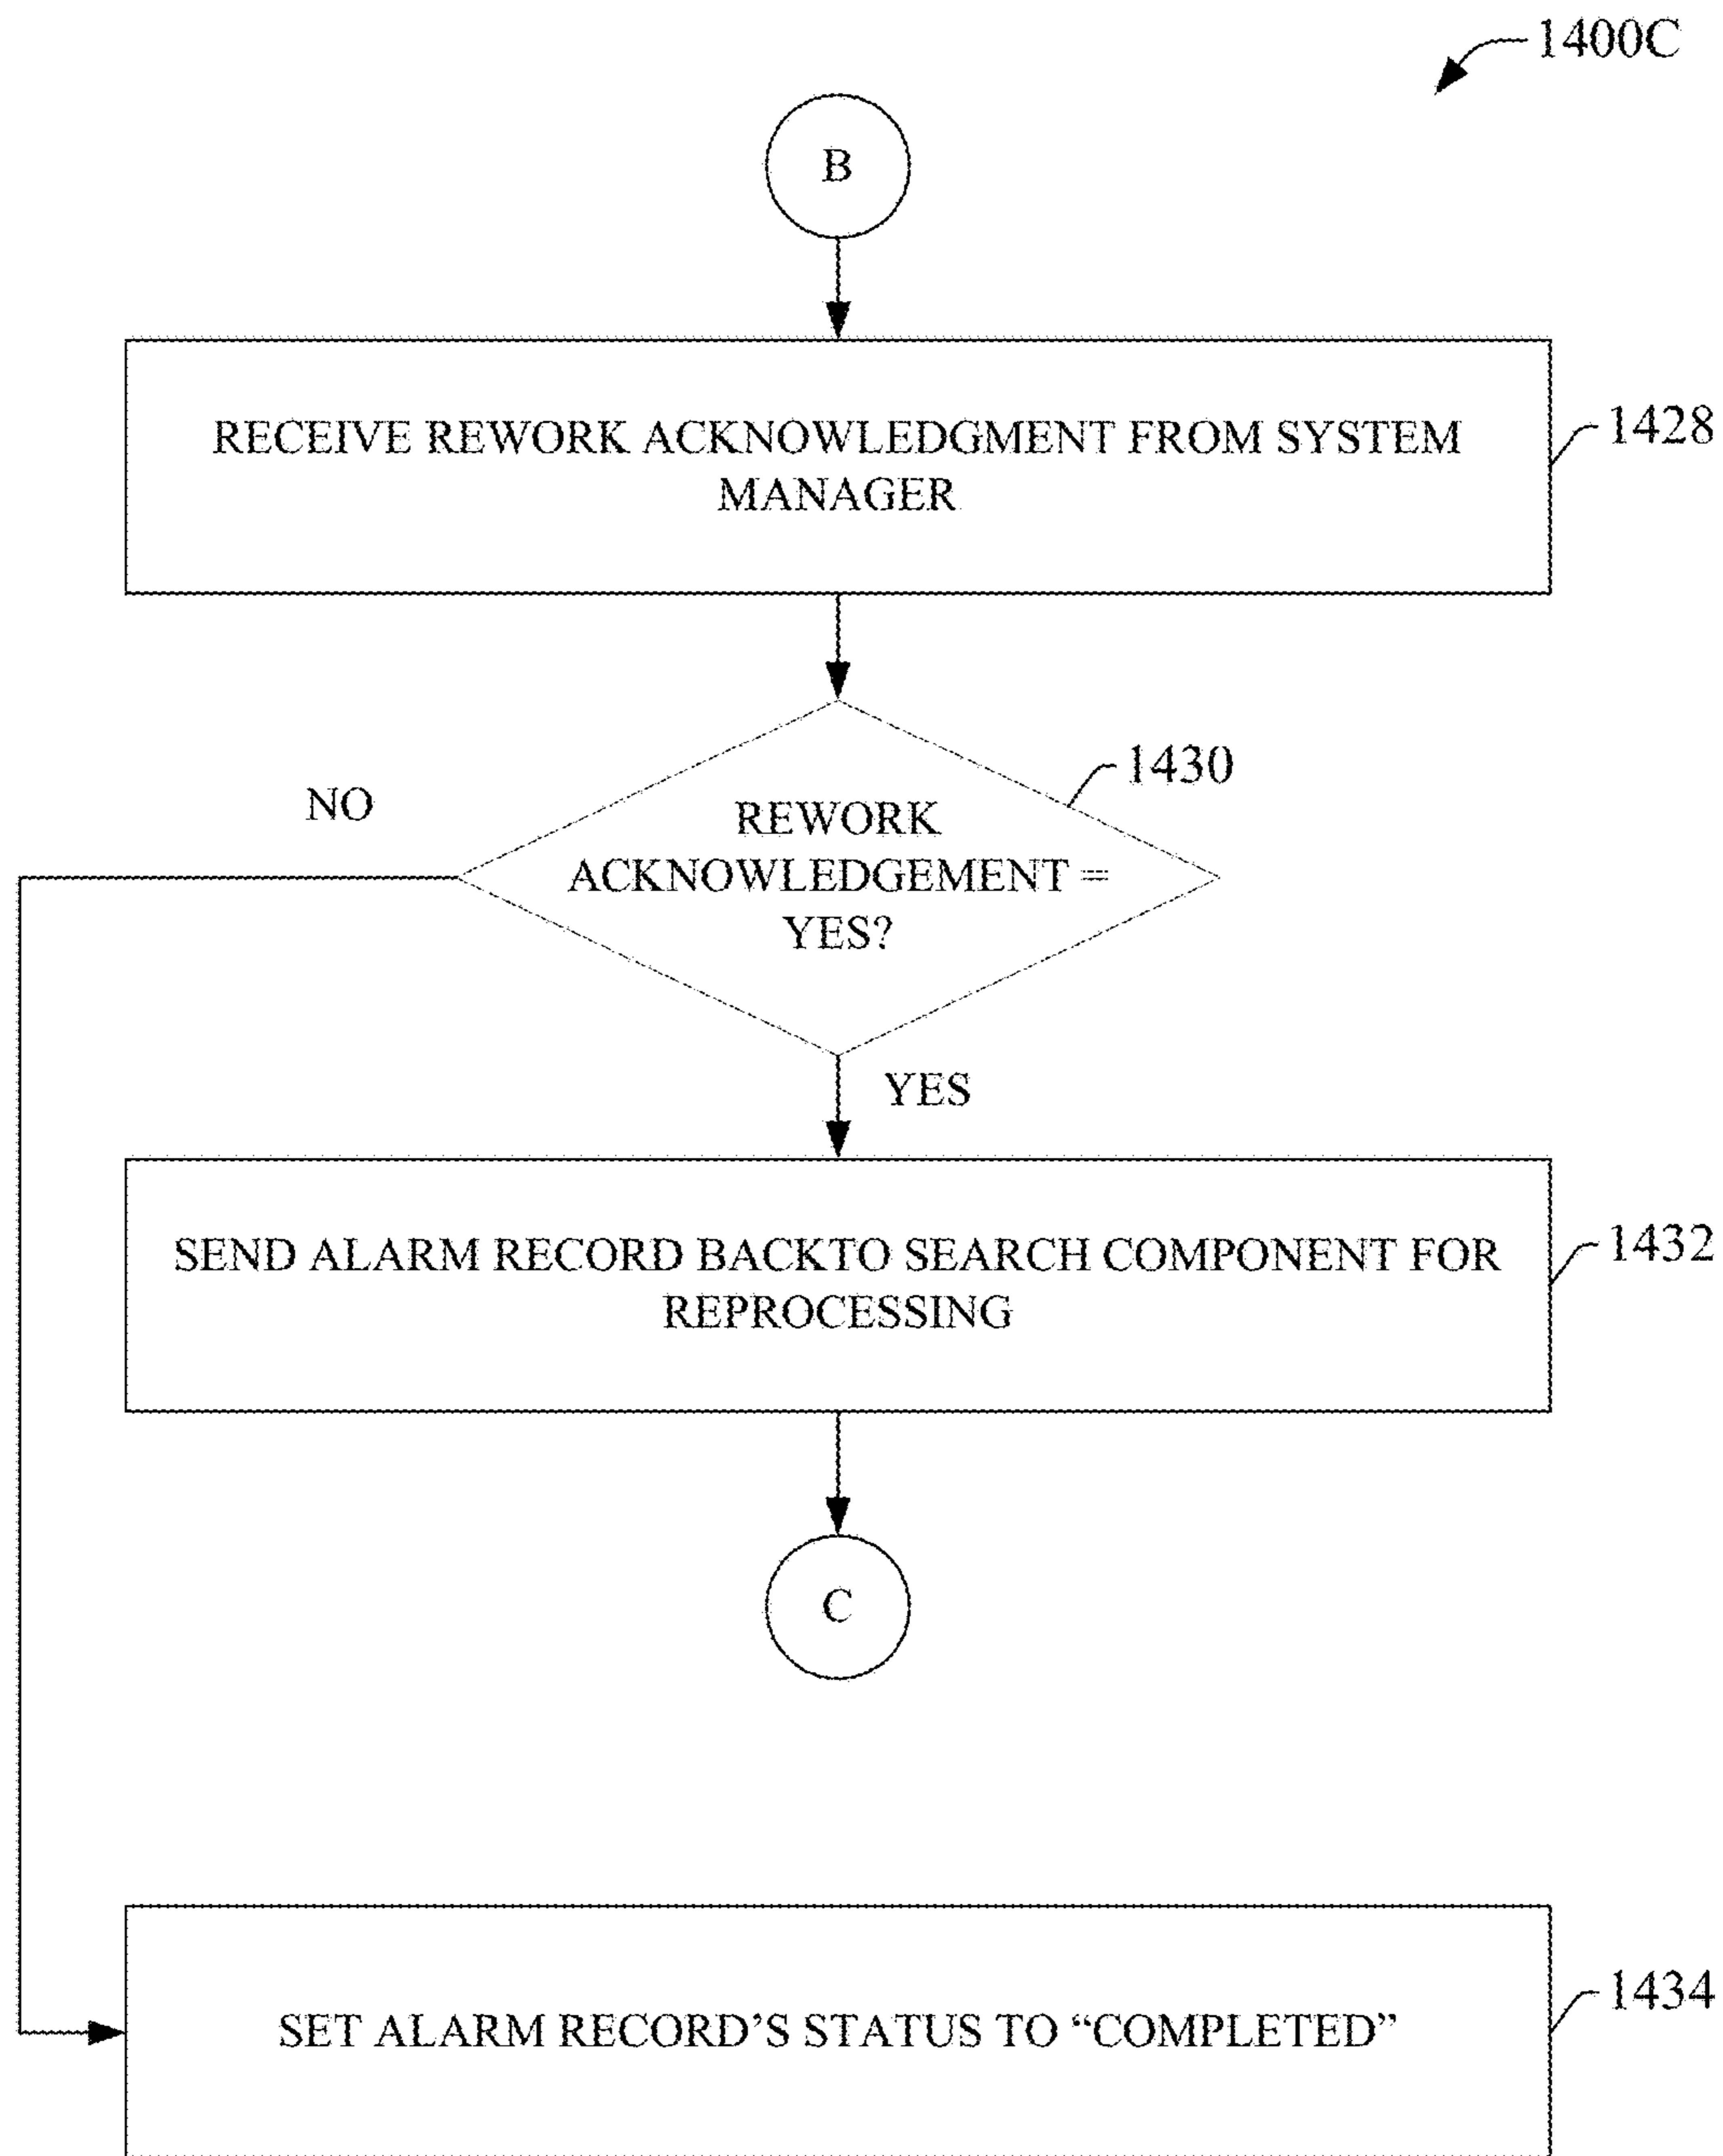 1400C
B
RECEIVE REWORK ACKNOWLEDGMENT FROM SYSTEM
MANAGER
1428
1430
NO
REWORK
ACKNOWLEDGEMENT =
YES?
YES
SEND ALARM RECORD BACKTO SEARCH COMPONENT FOR
REPROCESSING
1432
C
SET ALARM RECORD’S STATUS TO “COMPLETED”
1434